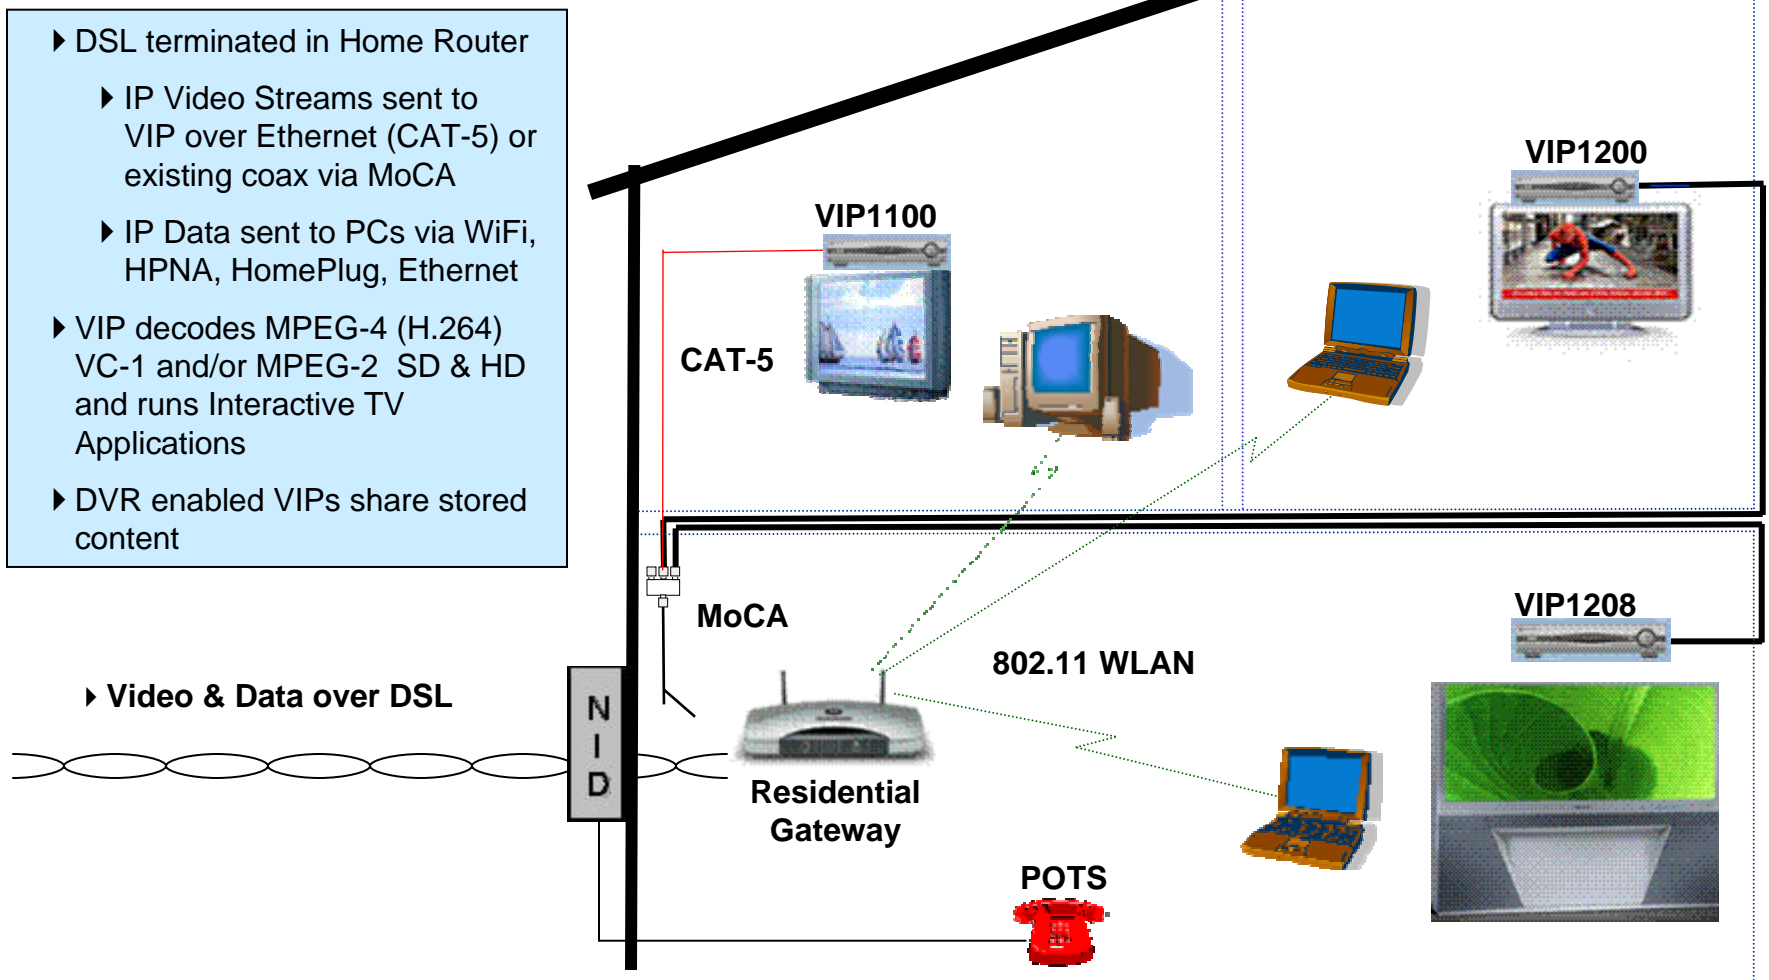 DSL terminated in Home Router
IP Video Streams sent to
VIP over Ethernet (CAT-5) or
existing coax via MoCA
IP Data sent to PCs via WiFi,
HPNA, HomePlug, Ethernet
VIP decodes MPEG-4 (H.264)
VC-1 and/or MPEG-2 SD & HD
and runs Interactive TV
Applications
DVR enabled VIPs share stored
content
VIP1200
VIP1100
CAT-5
VIP1208
MoCA
802.11 WLAN
Video & Data over DSL
N
I
D
Residential
Gateway
POTS